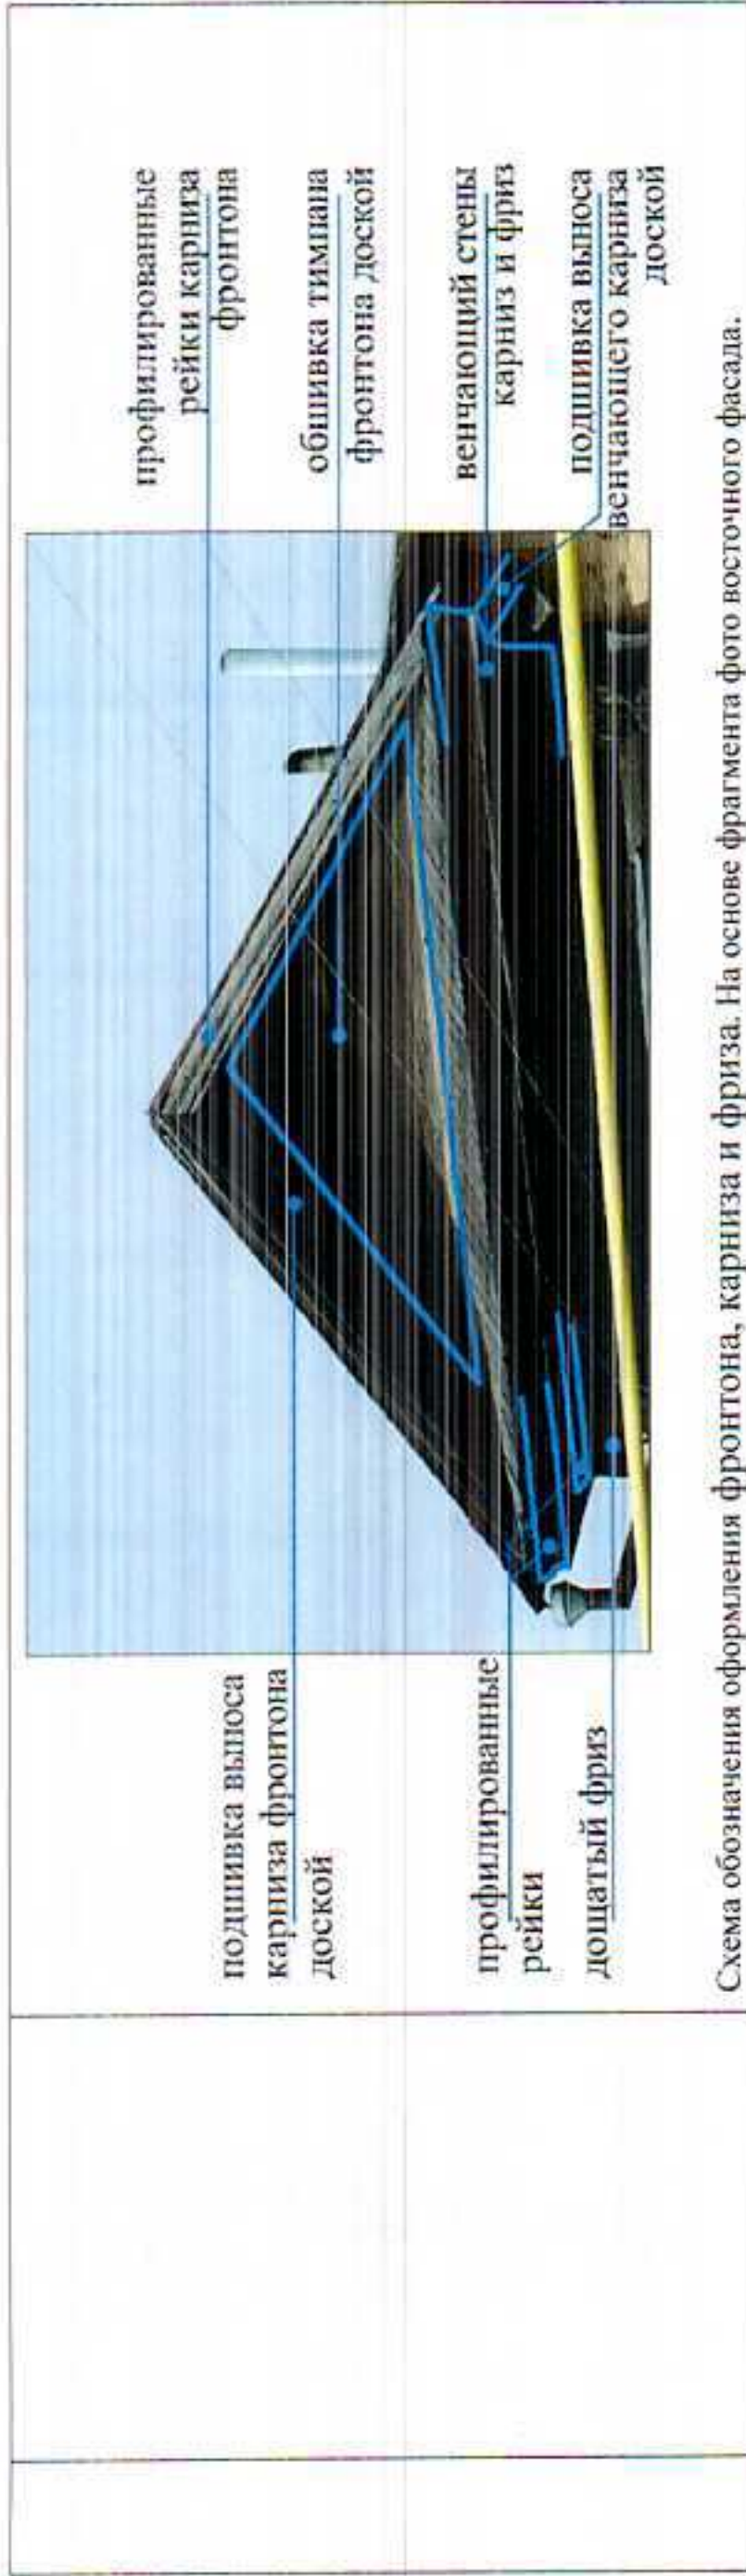 подшивка выноса
карниза фронтона
доской
профилированные
рейки
дощатый фриз
профилированные
рейки карниза
фронтона
обшивка тимпана
фронтона доской
венчающий стены
карниз и фриз
подшивка выноса
венчающего карниза
доской
Схема обозначения оформления фронтона, карниза и фриза. На основе фрагмента фото восточного фасада.